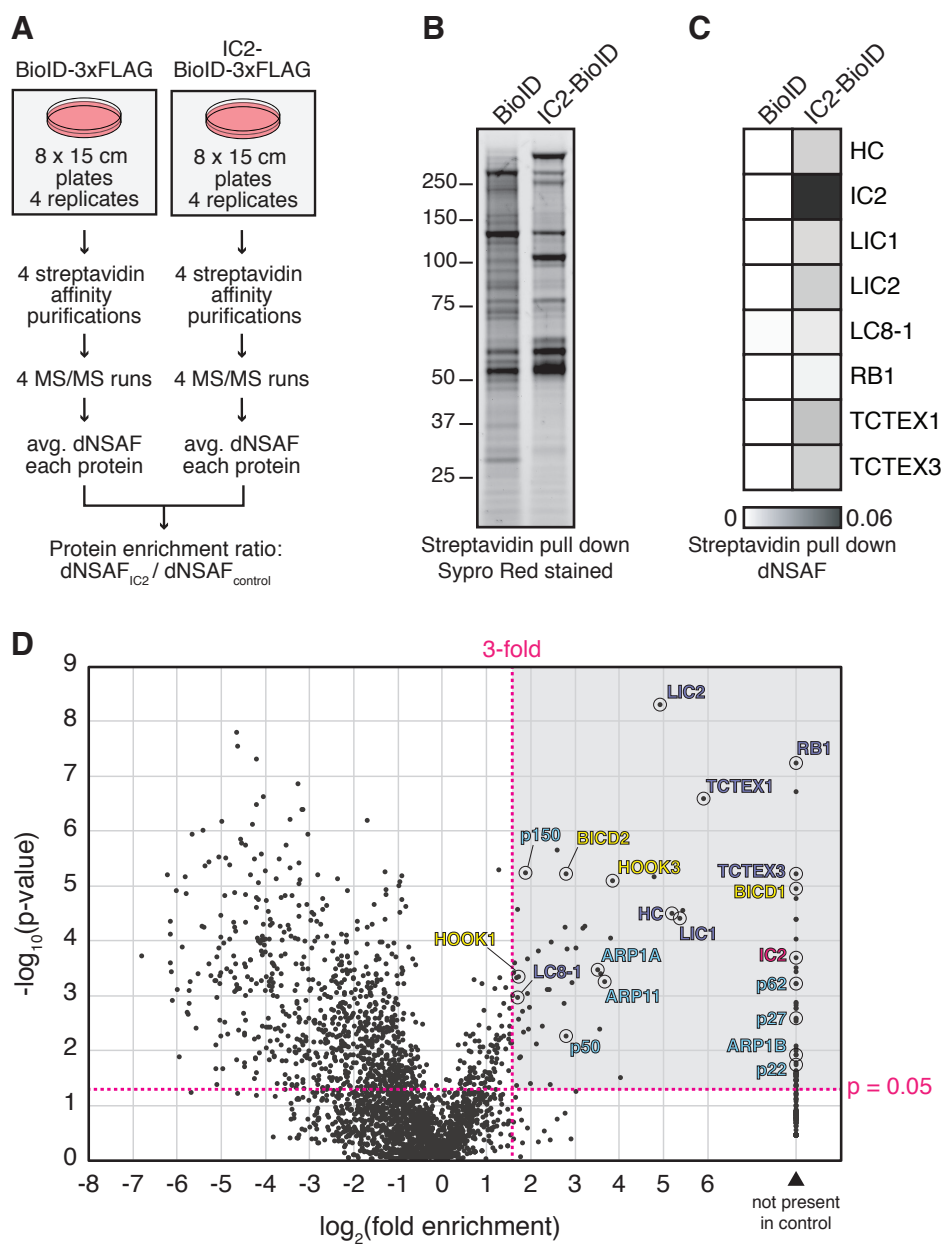 A
BioID-3xFLAG
IC2-
BioID-3xFLAG
8 x 15 cm
plates
4 replicates
8 x 15 cm
plates
4 replicates
4 streptavidin
affinity
purifications
4 streptavidin
affinity
purifications
4 MS/MS runs
4 MS/MS runs
avg. dNSAF
each protein
avg. dNSAF
each protein
Protein enrichment ratio:
dNSAF_IC2 / dNSAF_control
B
BioID
IC2-BioID
250
150
100
75
50
37
25
Streptavidin pull down
Sypro Red stained
C
BioID
IC2-BioID
HC
IC2
LIC1
LIC2
LC8-1
RB1
TCTEX1
TCTEX3
0
0.06
Streptavidin pull down
dNSAF
D
3-fold
9
8
7
6
5
4
3
2
1
0
-log10(p-value)
LIC2
RB1
TCTEX1
p150
BICD2
HOOK3
TCTEX3
BICD1
HC
LIC1
HOOK1
LC8-1
ARP1A
ARP11
IC2
p62
p27
p50
ARP1B
p22
p = 0.05
-8 -7 -6 -5 -4 -3 -2 -1 0 1 2 3 4 5 6
not present
in control
log2(fold enrichment)